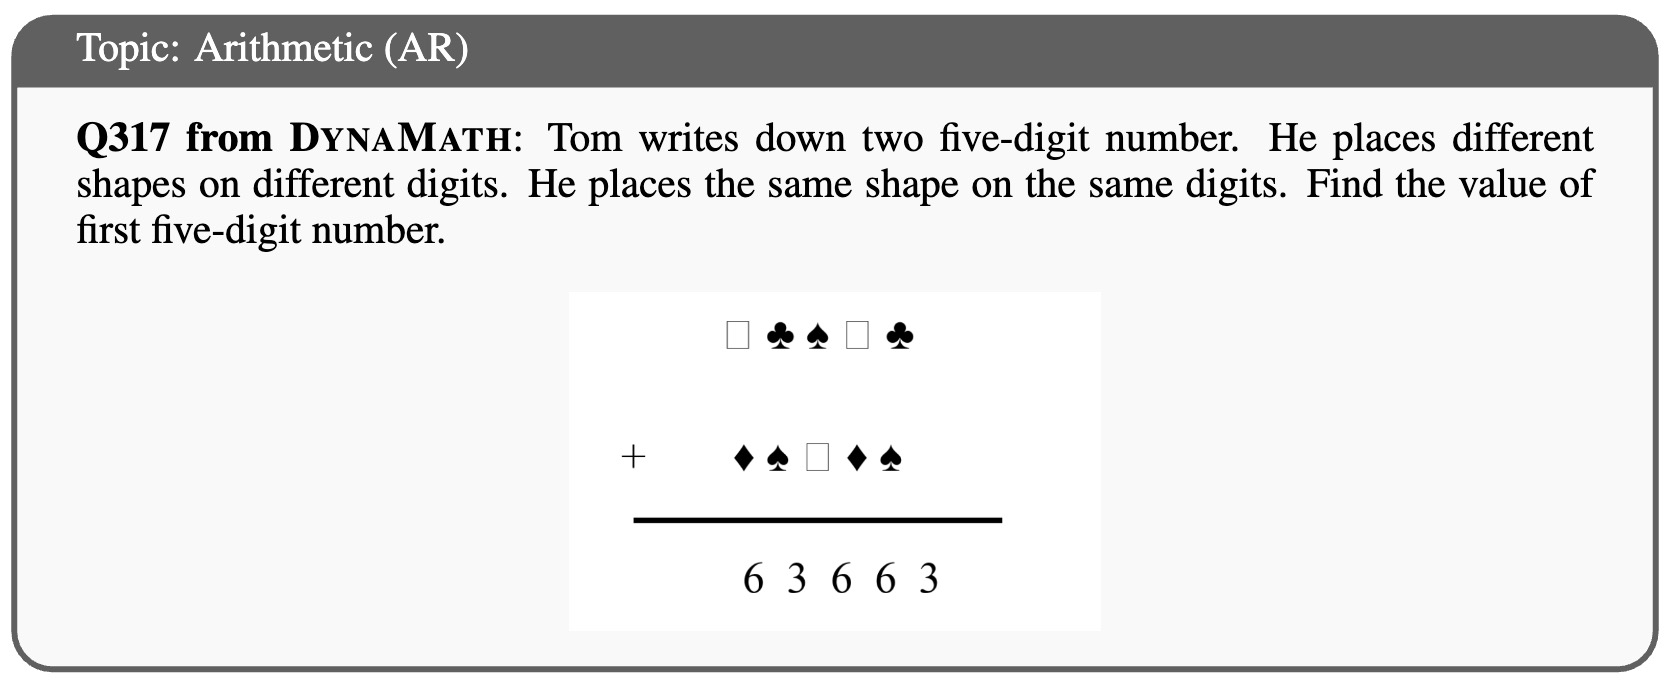 Topic: Arithmetic (AR)
Q317 from DYNAMATH: Tom writes down two five-digit number. He places different
shapes on different digits. He places the same shape on the same digits. Find the value of
first five-digit number.
□ ♣ ♠ □ ♣
+ ♦ ♠ □ ♦ ♠
6 3 6 6 3